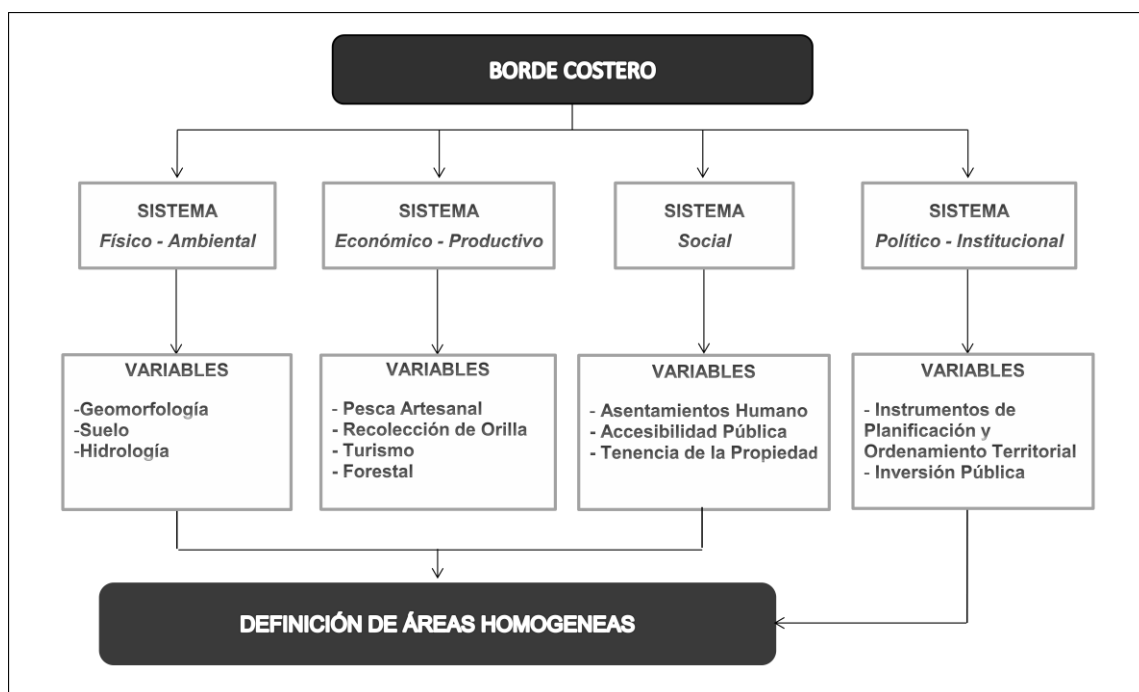 BORDE COSTERO
SISTEMA
Físico - Ambiental
SISTEMA
Económico - Productivo
SISTEMA
Social
SISTEMA
Político - Institucional
VARIABLES
-Geomorfología
-Suelo
-Hidrología
VARIABLES
- Pesca Artesanal
- Recolección de Orilla
- Turismo
- Forestal
VARIABLES
- Asentamientos Humano
- Accesibilidad Pública
- Tenencia de la Propiedad
VARIABLES
- Instrumentos de
Planificación y
Ordenamiento Territorial
- Inversión Pública
DEFINICIÓN DE ÁREAS HOMOGENEAS